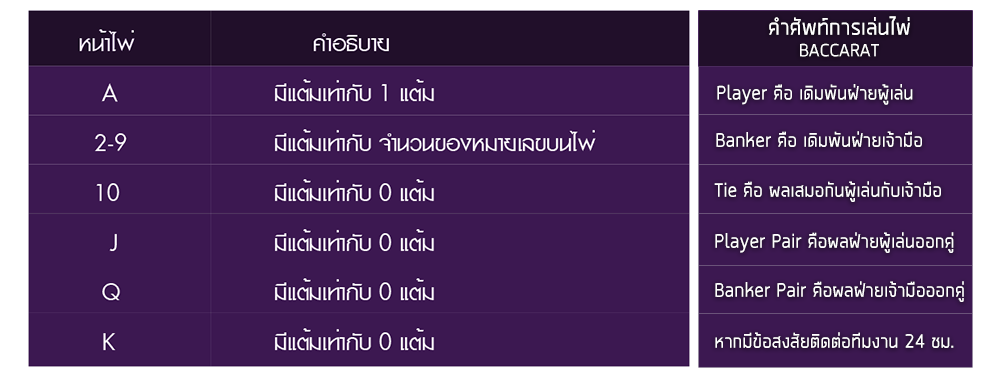 หน้าไพ่ คำอธิบาย
A มีแต้มเท่ากับ 1 แต้ม
2-9 มีแต้มเท่ากับ จำนวนของหมายเลขบนไพ่
10 มีแต้มเท่ากับ 0 แต้ม
J มีแต้มเท่ากับ 0 แต้ม
Q มีแต้มเท่ากับ 0 แต้ม
K มีแต้มเท่ากับ 0 แต้ม
คำศัพท์การเล่นไพ่
BACCARAT
Player คือ เดิมพันฝ่ายผู้เล่น
Banker คือ เดิมพันฝ่ายเจ้ามือ
Tie คือ ผลเสมอกันผู้เล่นกับเจ้ามือ
Player Pair คือผลฝ่ายผู้เล่นออกคู่
Banker Pair คือผลฝ่ายเจ้ามือออกคู่
หากมีข้อสงสัยติดต่อทีมงาน 24 ชม.